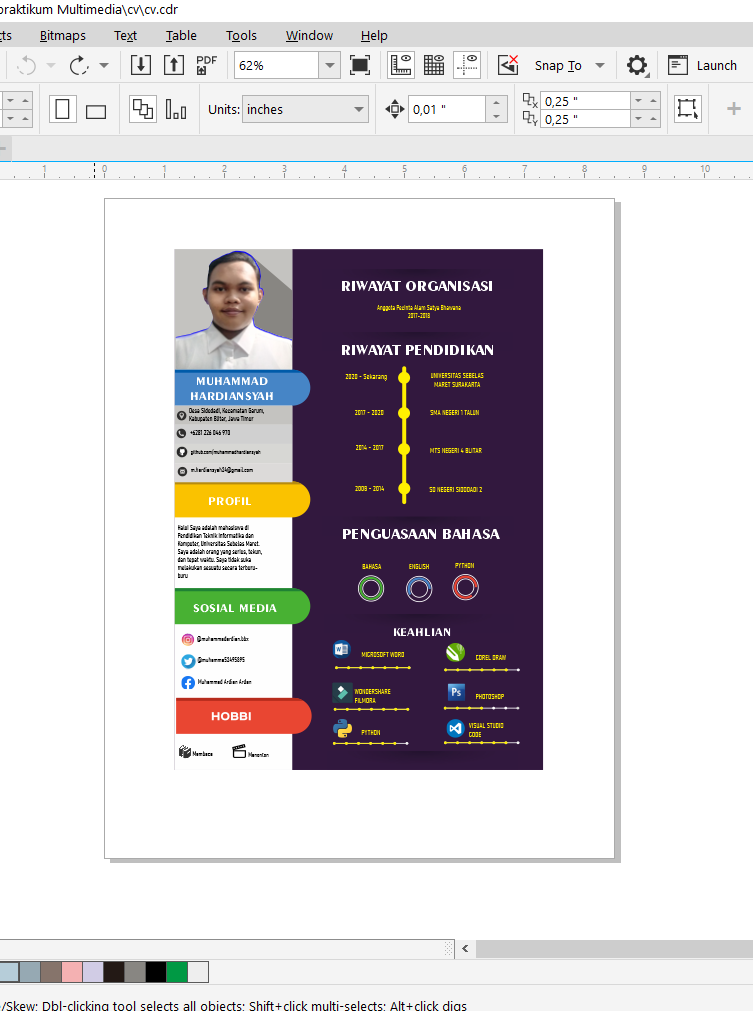 praktikum Multimedia\cv\cv.cdr
ts Bitmaps Text Table Tools Window Help
PDF 62% Snap To Launch
Units: inches 0,01 " X 0,25 "
Y 0,25 "
1 0 1 2 3 4 5 6 7 8 9 10
MUHAMMAD
HARDIANSYAH
Desa Sidodadi, Kecamatan Garum,
Kabupaten Blitar, Jawa Timur
+6281 226 046 970
github.com/muhammadhardiansyah
m.hardiansyah24@gmail.com
PROFIL
Halo! Saya adalah mahasiswa di
Pendidikan Teknik Informatika dan
Komputer, Universitas Sebelas Maret.
Saya adalah orang yang serius, tekun,
dan tepat waktu. Saya tidak suka
melakukan sesuatu secara terburu-
buru
SOSIAL MEDIA
@muhammadardian.bbx
@muhamma52495895
Muhammad Ardien Arden
HOBBI
Membaca Menonton
RIWAYAT ORGANISASI
Anggota Pecinta Alam Satya Bhawana
2017-2018
RIWAYAT PENDIDIKAN
2020 - Sekarang UNIVERSITAS SEBELAS
MARET SURAKARTA
2017 - 2020 SMA NEGERI 1 TALUN
2014 - 2017 MTS NEGERI 4 BLITAR
2008 - 2014 SD NEGERI SIDODADI 2
PENGUASAAN BAHASA
BAHASA ENGLISH PYTHON
KEAHLIAN
W MICROSOFT WORD COREL DRAW
WONDERSHARE
FILMORA
Ps PHOTOSHOP
PYTHON
VISUAL STUDIO
CODE
/Skew; Dbl-clicking tool selects all objects; Shift+click multi-selects; Alt+click digs